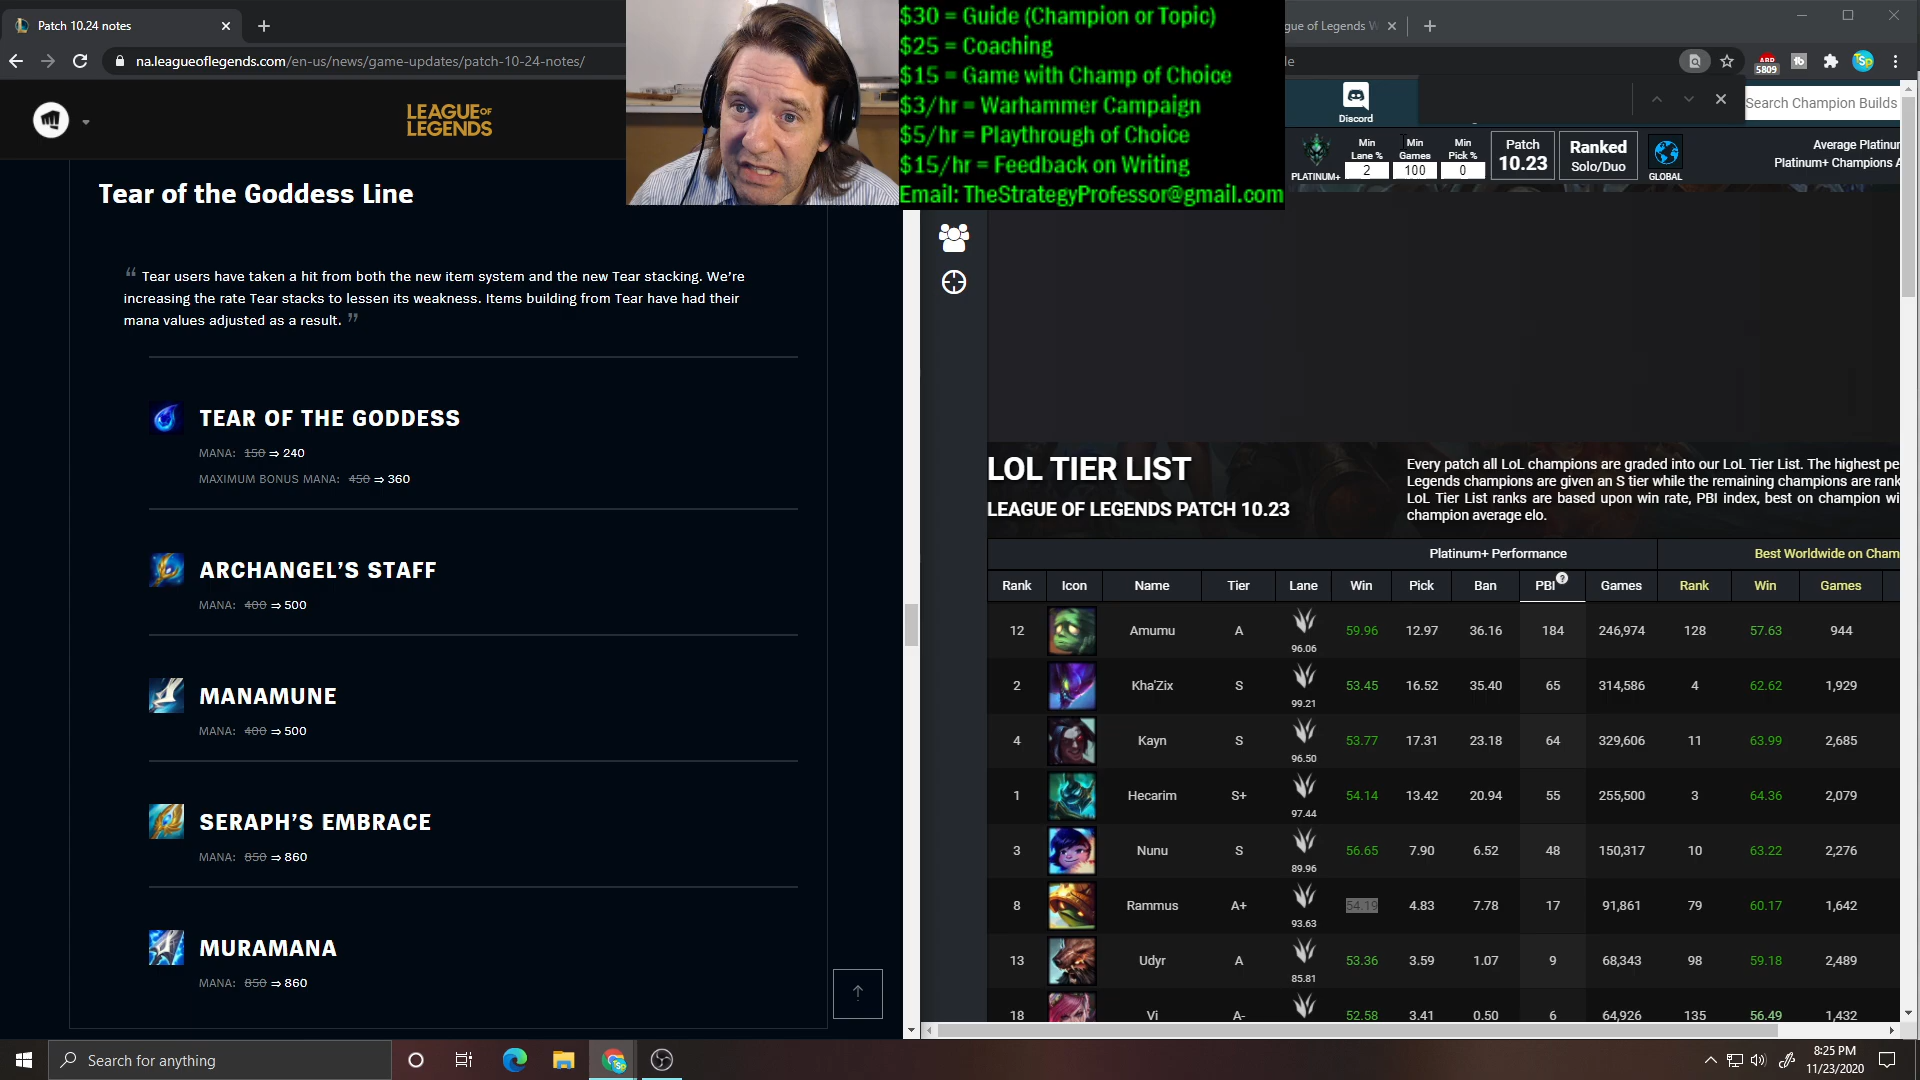 Patch 10.24 notes
na.leagueoflegends.com/en-us/news/game-updates/patch-10-24-notes/
LEAGUE OF
LEGENDS
Tear of the Goddess Line
“ Tear users have taken a hit from both the new item system and the new Tear stacking. We’re
increasing the rate Tear stacks to lessen its weakness. Items building from Tear have had their
mana values adjusted as a result. ”
TEAR OF THE GODDESS
MANA: 150 ⇒ 240
MAXIMUM BONUS MANA: 450 ⇒ 360
ARCHANGEL’S STAFF
MANA: 400 ⇒ 500
MANAMUNE
MANA: 400 ⇒ 500
SERAPH’S EMBRACE
MANA: 850 ⇒ 860
MURAMANA
MANA: 850 ⇒ 860
$30 = Guide (Champion or Topic)
$25 = Coaching
$15 = Game with Champ of Choice
$3/hr = Warhammer Campaign
$5/hr = Playthrough of Choice
$15/hr = Feedback on Writing
Email: TheStrategyProfessor@gmail.com
gue of Legends W
le
ABP
5809
tb
TSp
Discord
Search Champion Builds
PLATINUM+
Min
Lane %
2
Min
Games
100
Min
Pick %
0
Patch
10.23
Ranked
Solo/Duo
GLOBAL
Average Platinum
Platinum+ Champions A
LOL TIER LIST
LEAGUE OF LEGENDS PATCH 10.23
Every patch all LoL champions are graded into our LoL Tier List. The highest pe
Legends champions are given an S tier while the remaining champions are rank
LoL Tier List ranks are based upon win rate, PBI index, best on champion wi
champion average elo.
Platinum+ Performance Best Worldwide on Cham
Rank Icon Name Tier Lane Win Pick Ban PBI ? Games Rank Win Games
12 Amumu A 96.06 59.96 12.97 36.16 184 246,974 128 57.63 944
2 Kha'Zix S 99.21 53.45 16.52 35.40 65 314,586 4 62.62 1,929
4 Kayn S 96.50 53.77 17.31 23.18 64 329,606 11 63.99 2,685
1 Hecarim S+ 97.44 54.14 13.42 20.94 55 255,500 3 64.36 2,079
3 Nunu S 89.96 56.65 7.90 6.52 48 150,317 10 63.22 2,276
8 Rammus A+ 93.63 54.19 4.83 7.78 17 91,861 79 60.17 1,642
13 Udyr A 85.81 53.36 3.59 1.07 9 68,343 98 59.18 2,489
18 Vi A- 52.58 3.41 0.50 6 64,926 135 56.49 1,432
Search for anything
8:25 PM
11/23/2020